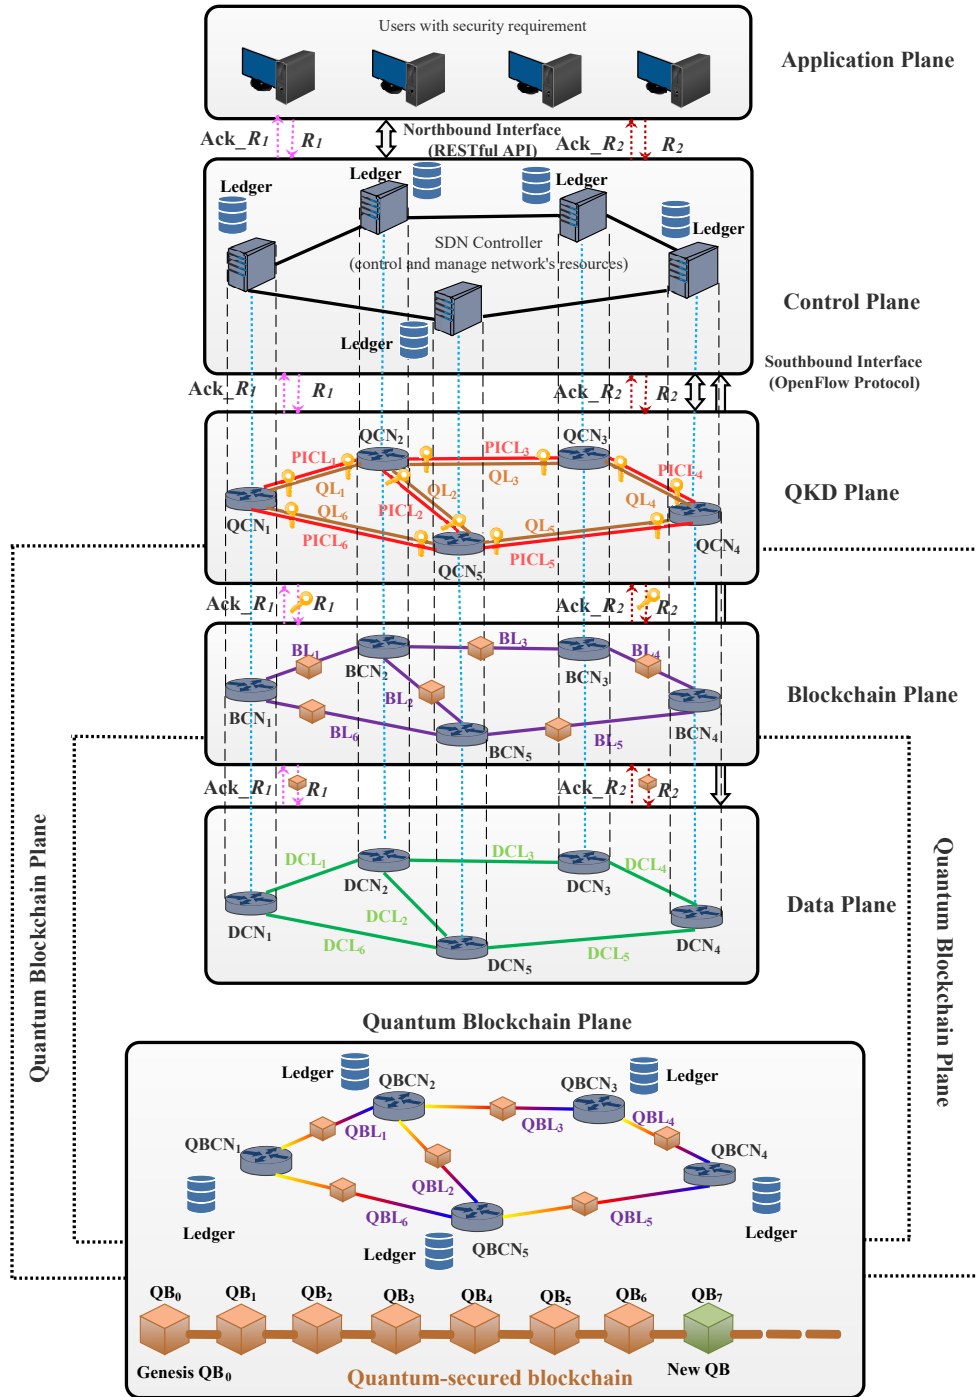 Users with security requirement
Application Plane
Ack_R1 R1
Northbound Interface
(RESTful API)
Ack_R2 R2
Ledger
Ledger
Ledger
Ledger
SDN Controller
(control and manage network's resources)
Ledger
Control Plane
Southbound Interface
(OpenFlow Protocol)
Ack_R1 R1
Ack_R2 R2
QCN2
QCN3
PICL1
PICL3
PICL4
QL1
QL2
QL3
QL4
QKD Plane
QCN1
QL6
PICL2
QL5
PICL6
PICL5
QCN4
QCN5
Ack_R1 R1
Ack_R2 R2
BL1
BL3
BL4
BCN2
BCN3
BL2
Blockchain Plane
BCN1
BCN4
BL6
BL5
BCN5
Ack_R1 R1
Ack_R2 R2
DCL1
DCL3
DCL4
DCN2
DCN3
DCN1
DCL2
Data Plane
DCN4
DCL6
DCL5
DCN5
Quantum Blockchain Plane
Quantum Blockchain Plane
Quantum Blockchain Plane
Ledger
QBCN2
QBCN3
Ledger
QBCN1
QBL1
QBL3
QBL4
QBCN4
QBL2
Ledger
QBL6
QBL5
Ledger
Ledger
QBCN5
QB0 QB1 QB2 QB3 QB4 QB5 QB6 QB7
Genesis QB0
Quantum-secured blockchain
New QB